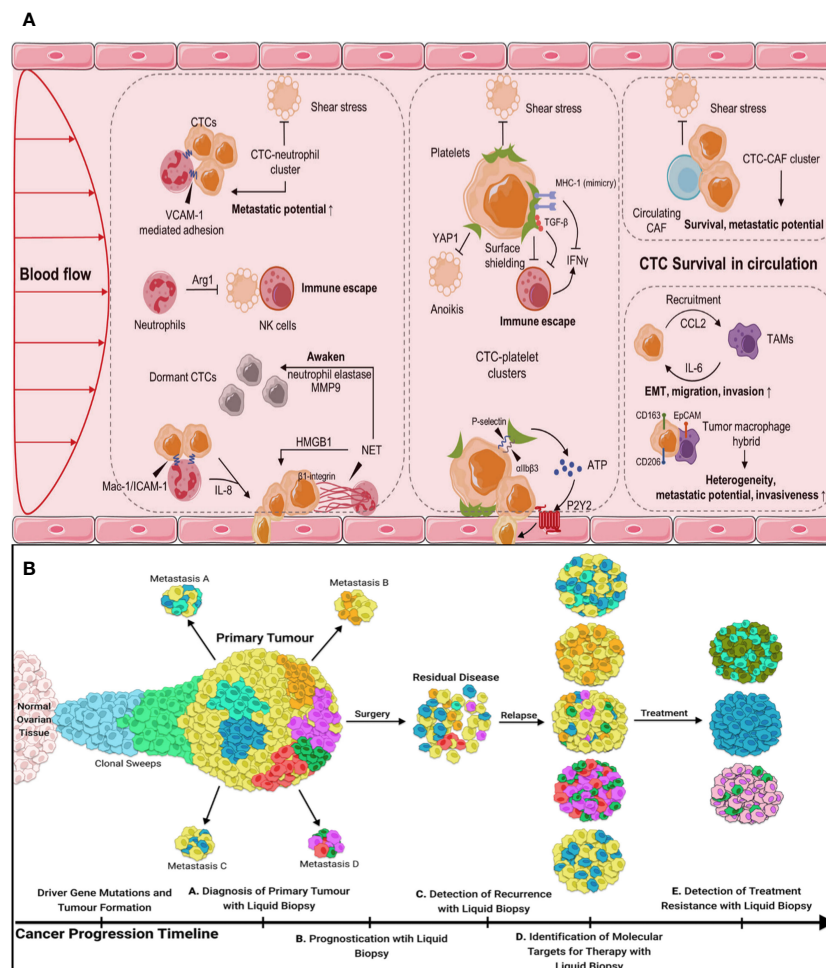 A
Shear stress
CTCs
CTC-neutrophil
cluster
VCAM-1
mediated adhesion
Metastatic potential ↑
Blood flow
Arg1
Immune escape
Neutrophils
NK cells
Awaken
neutrophil elastase
MMP9
Dormant CTCs
HMGB1
NET
β1-integrin
Mac-1/ICAM-1
IL-8
Shear stress
Platelets
MHC-1 (mimicry)
TGF-β
YAP1
Surface
shielding
IFNγ
Anoikis
Immune escape
CTC-platelet
clusters
P-selectin
αIIbβ3
ATP
P2Y2
Shear stress
CTC-CAF cluster
Circulating
CAF
Survival, metastatic potential
CTC Survival in circulation
Recruitment
CCL2
TAMs
IL-6
EMT, migration, invasion ↑
CD163
EpCAM
Tumor macrophage
hybrid
CD206
Heterogeneity,
metastatic potential, invasiveness ↑
B
Metastasis A
Metastasis B
Primary Tumour
Normal
Ovarian
Tissue
Clonal Sweeps
Surgery
Residual Disease
Relapse
Treatment
Metastasis C
Metastasis D
Driver Gene Mutations and
Tumour Formation
A. Diagnosis of Primary Tumour
with Liquid Biopsy
C. Detection of Recurrence
with Liquid Biopsy
E. Detection of Treatment
Resistance with Liquid Biopsy
Cancer Progression Timeline
B. Prognostication wtih Liquid
Biopsy
D. Identification of Molecular
Targets for Therapy with
Liquid Biopsy